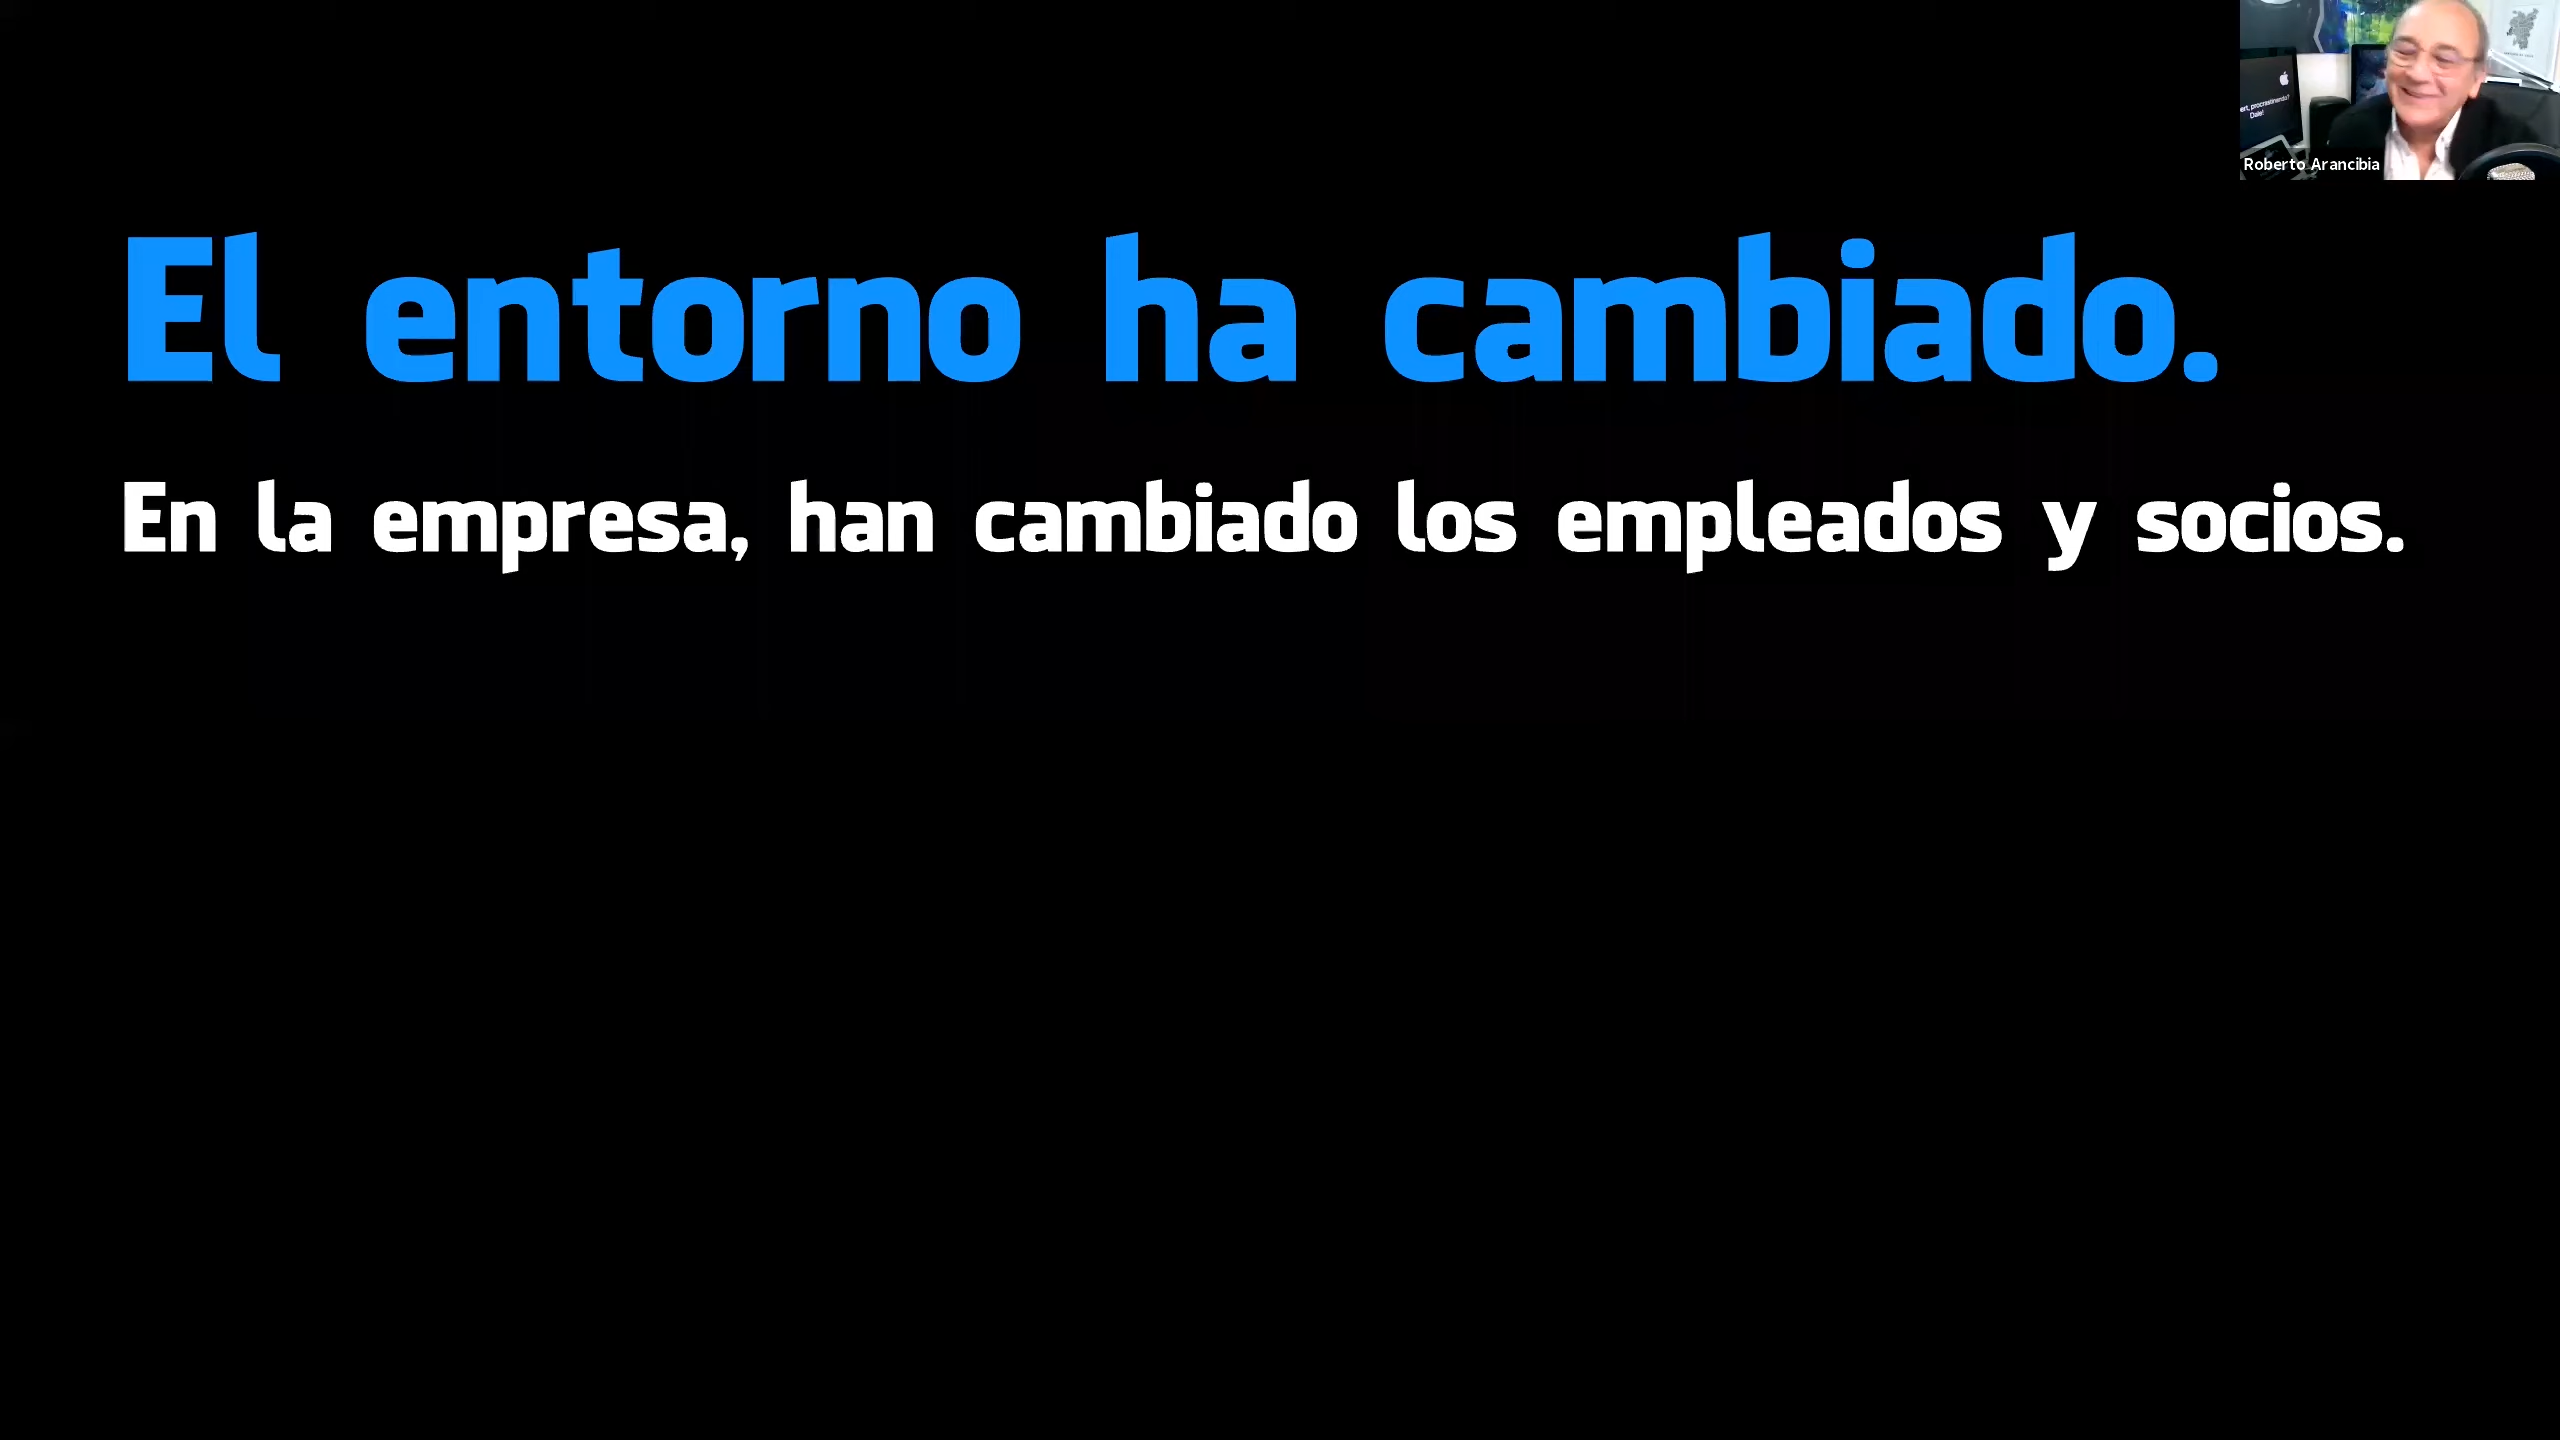 Roberto Arancibia
El entorno ha cambiado.
En la empresa, han cambiado los empleados y socios.